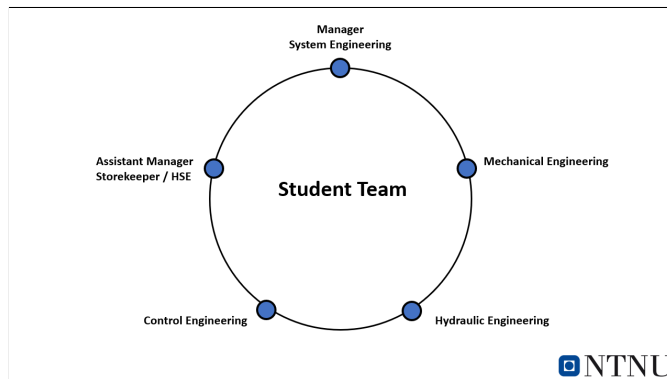 Manager
System Engineering
Assistant Manager
Storekeeper / HSE
Mechanical Engineering
Student Team
Control Engineering
Hydraulic Engineering
NTNU